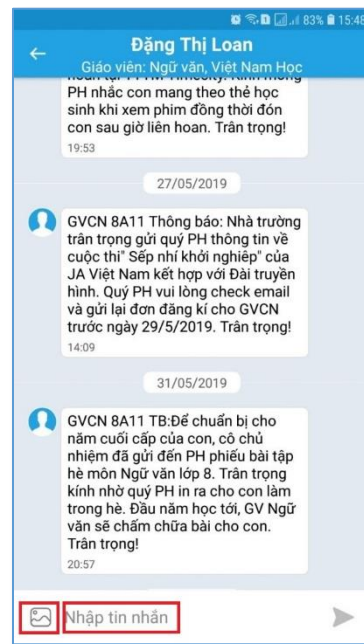 83% 15:48
Đặng Thị Loan
Giáo viên: Ngữ văn, Việt Nam Học
PH nhắc con mang theo thẻ học
sinh khi xem phim đồng thời đón
con sau giờ liên hoan. Trân trọng!
19:53
27/05/2019
GVCN 8A11 Thông báo: Nhà trường
trân trọng gửi quý PH thông tin về
cuộc thi" Sếp nhí khởi nghiêp" của
JA Việt Nam kết hợp với Đài truyền
hình. Quý PH vui lòng check email
và gửi lại đơn đăng kí cho GVCN
trước ngày 29/5/2019. Trân trọng!
14:09
31/05/2019
GVCN 8A11 TB:Để chuẩn bị cho
năm cuối cấp của con, cô chủ
nhiệm đã gửi đến PH phiếu bài tập
hè môn Ngữ văn lớp 8. Trân trọng
kính nhờ quý PH in ra cho con làm
trong hè. Đầu năm học tới, GV Ngữ
văn sẽ chấm chữa bài cho con.
Trân trọng!
20:57
Nhập tin nhắn